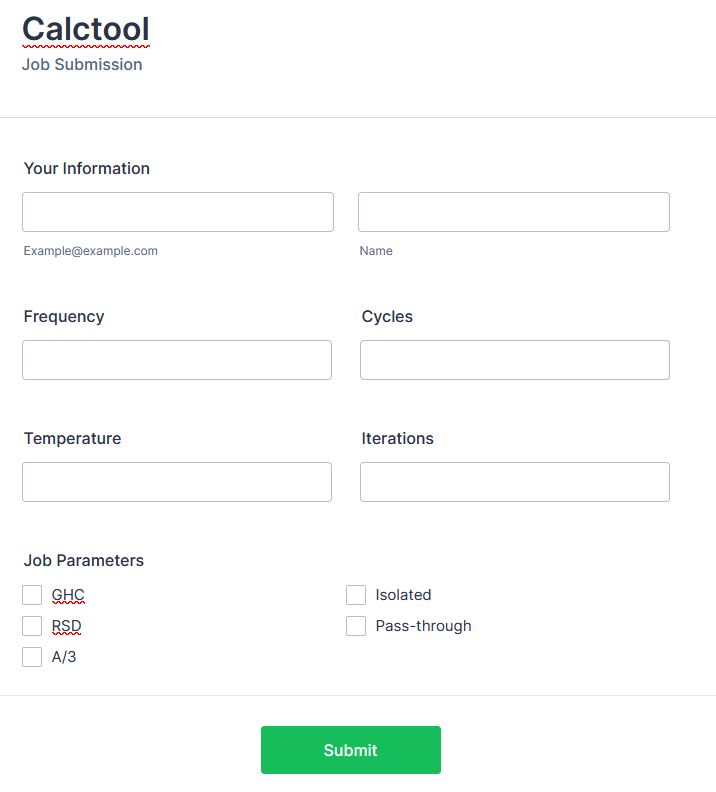 Calctool
Job Submission
Your Information
Example@example.com Name
Frequency Cycles
Temperature Iterations
Job Parameters
GHC Isolated
RSD Pass-through
A/3
Submit